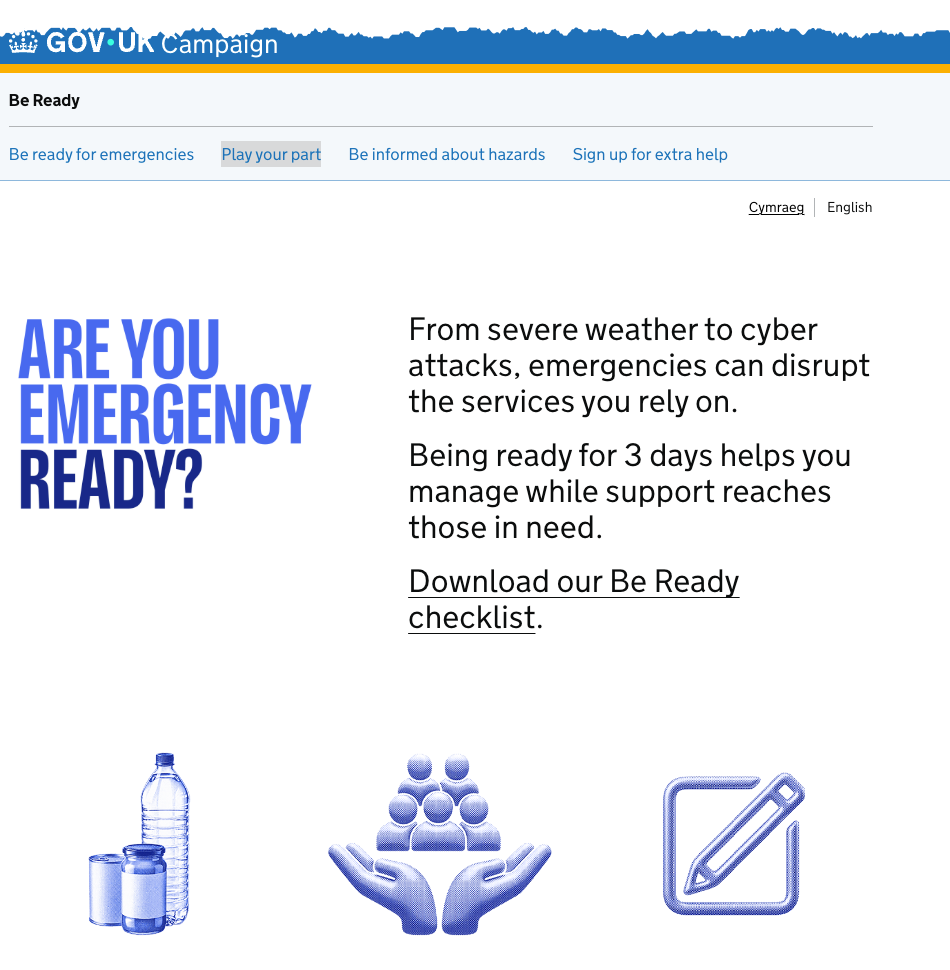 GOV·UK Campaign
Be Ready
Be ready for emergencies Play your part Be informed about hazards Sign up for extra help
Cymraeg English
ARE YOU
EMERGENCY
READY?
From severe weather to cyber
attacks, emergencies can disrupt
the services you rely on.
Being ready for 3 days helps you
manage while support reaches
those in need.
Download our Be Ready
checklist.